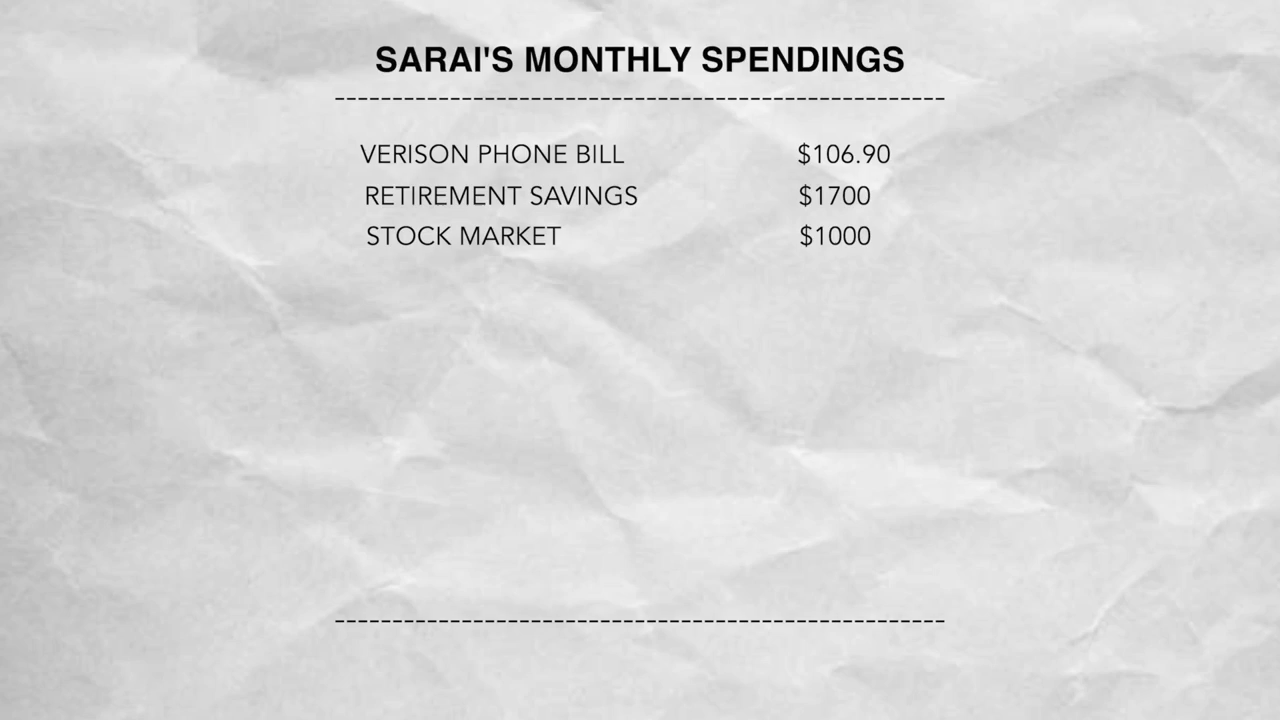 SARAI'S MONTHLY SPENDINGS
VERISON PHONE BILL $106.90
RETIREMENT SAVINGS $1700
STOCK MARKET $1000